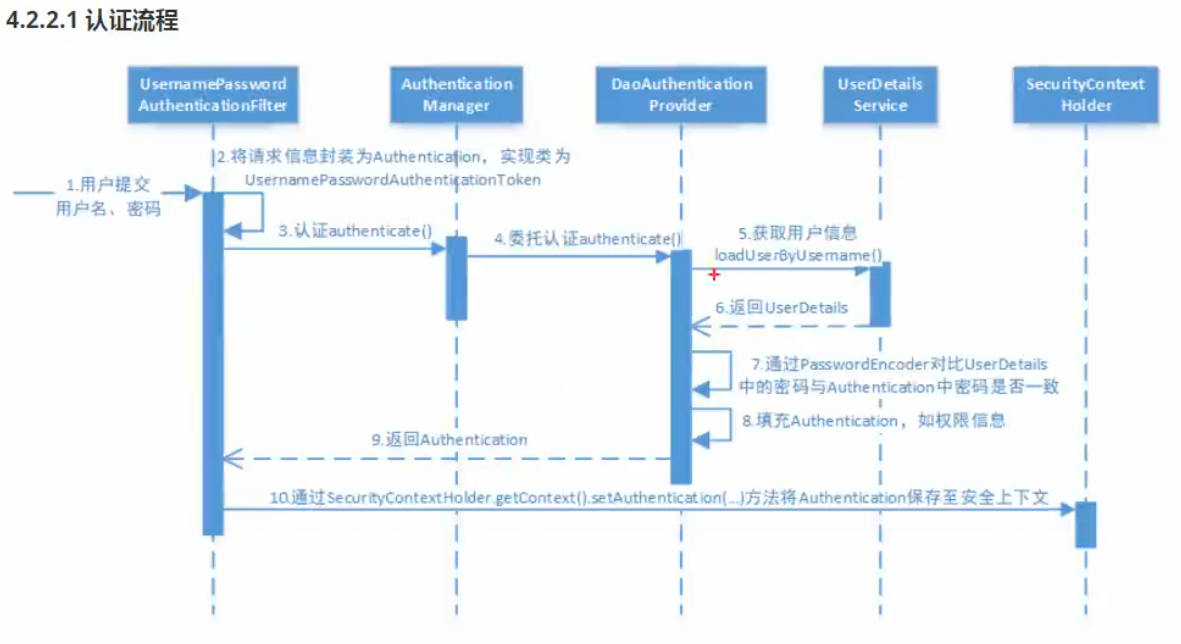 4.2.2.1 认证流程
UsernamePassword
AuthenticationFilter
Authentication
Manager
DaoAuthentication
Provider
UserDetails
Service
SecurityContext
Holder
2.将请求信息封装为Authentication，实现类为
UsernamePasswordAuthenticationToken
1.用户提交
用户名、密码
3.认证authenticate()
4.委托认证authenticate()
5.获取用户信息
loadUserByUsername()
6.返回UserDetails
7.通过PasswordEncoder对比UserDetails
中的密码与Authentication中密码是否一致
8.填充Authentication，如权限信息
9.返回Authentication
10.通过SecurityContextHolder.getContext().setAuthentication(...)方法将Authentication保存至安全上下文